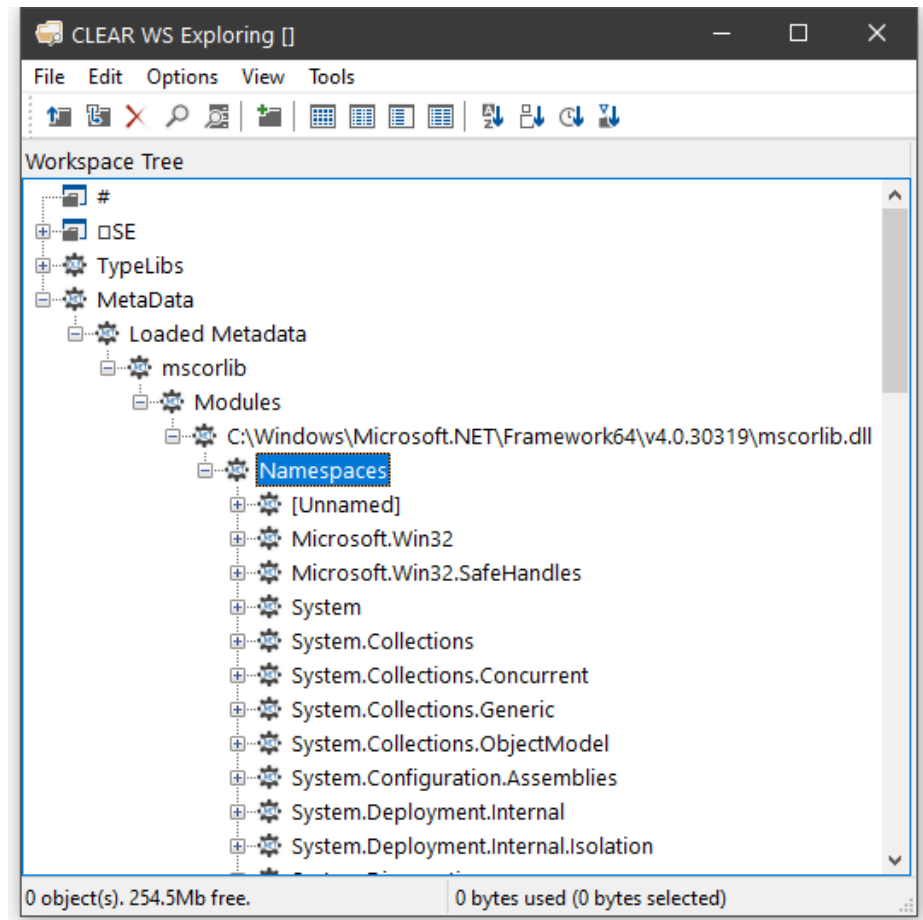 CLEAR WS Exploring []
File Edit Options View Tools
Workspace Tree
#
□SE
TypeLibs
MetaData
Loaded Metadata
mscorlib
Modules
C:\Windows\Microsoft.NET\Framework64\v4.0.30319\mscorlib.dll
Namespaces
[Unnamed]
Microsoft.Win32
Microsoft.Win32.SafeHandles
System
System.Collections
System.Collections.Concurrent
System.Collections.Generic
System.Collections.ObjectModel
System.Configuration.Assemblies
System.Deployment.Internal
System.Deployment.Internal.Isolation
0 object(s). 254.5Mb free. 0 bytes used (0 bytes selected)